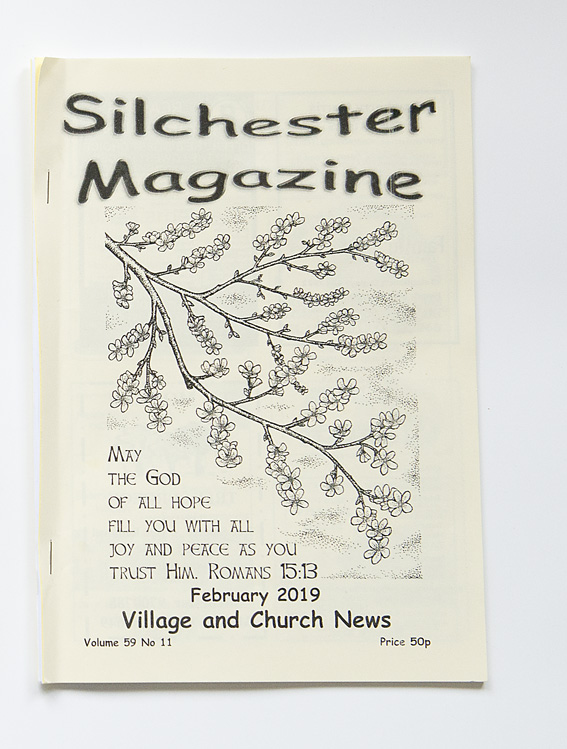 Silchester
Magazine
May
the God
of all hope
fill you with all
joy and peace as you
trust Him. Romans 15:13
February 2019
Village and Church News
Volume 59 No 11 Price 50p